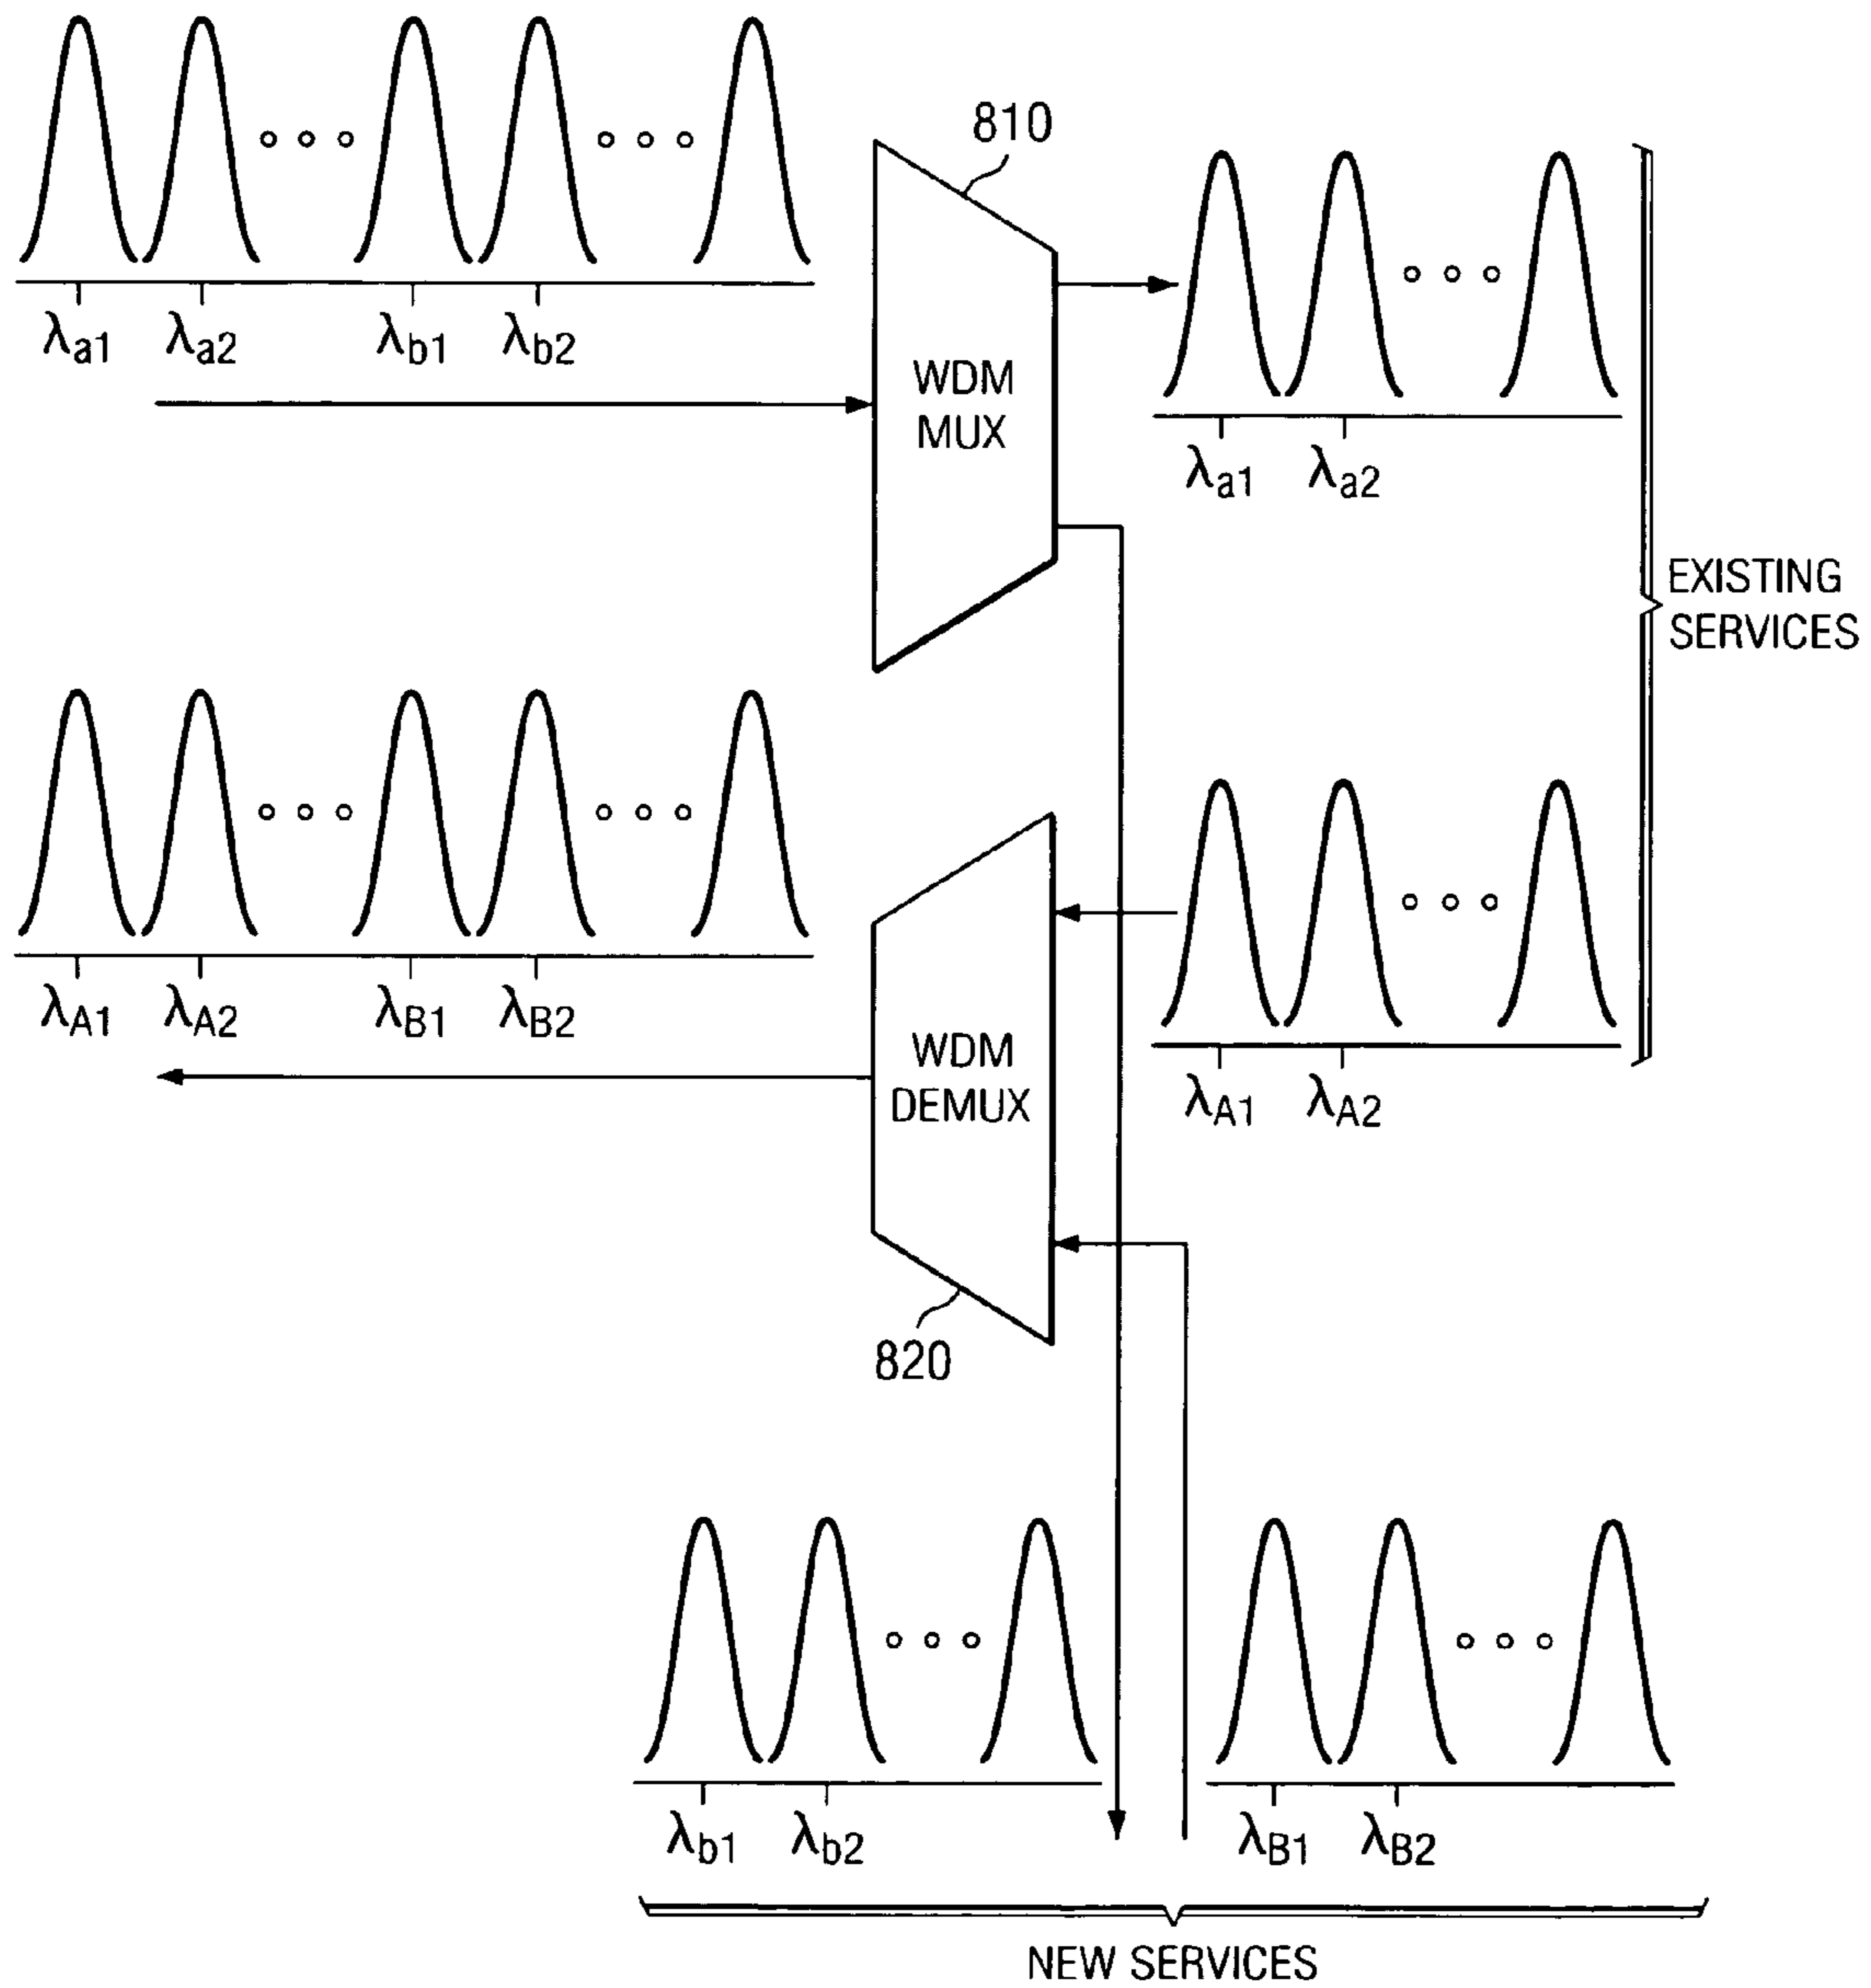 810
λa1 λa2 λb1 λb2
WDM
MUX
λa1 λa2
EXISTING
SERVICES
λA1 λA2 λB1 λB2
WDM
DEMUX
λA1 λA2
820
λb1 λb2 λB1 λB2
NEW SERVICES